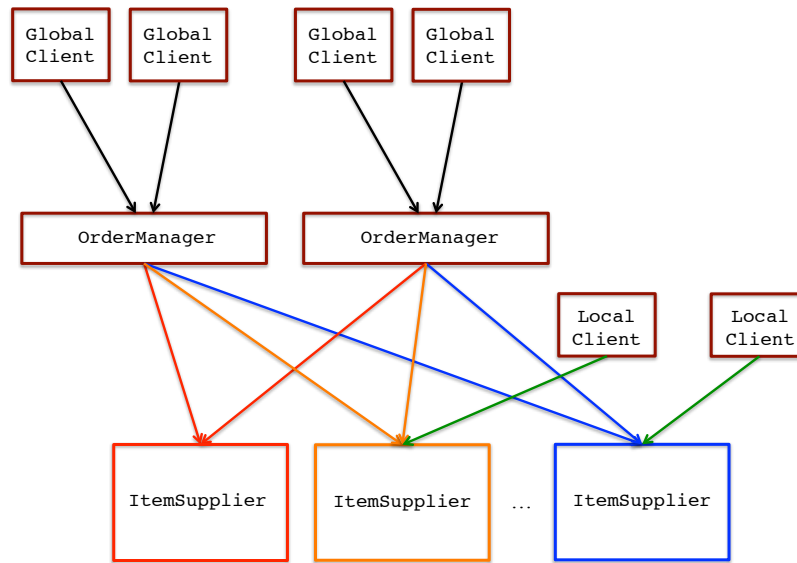 Global
Client
Global
Client
Global
Client
Global
Client
OrderManager
OrderManager
Local
Client
Local
Client
ItemSupplier
ItemSupplier
...
ItemSupplier